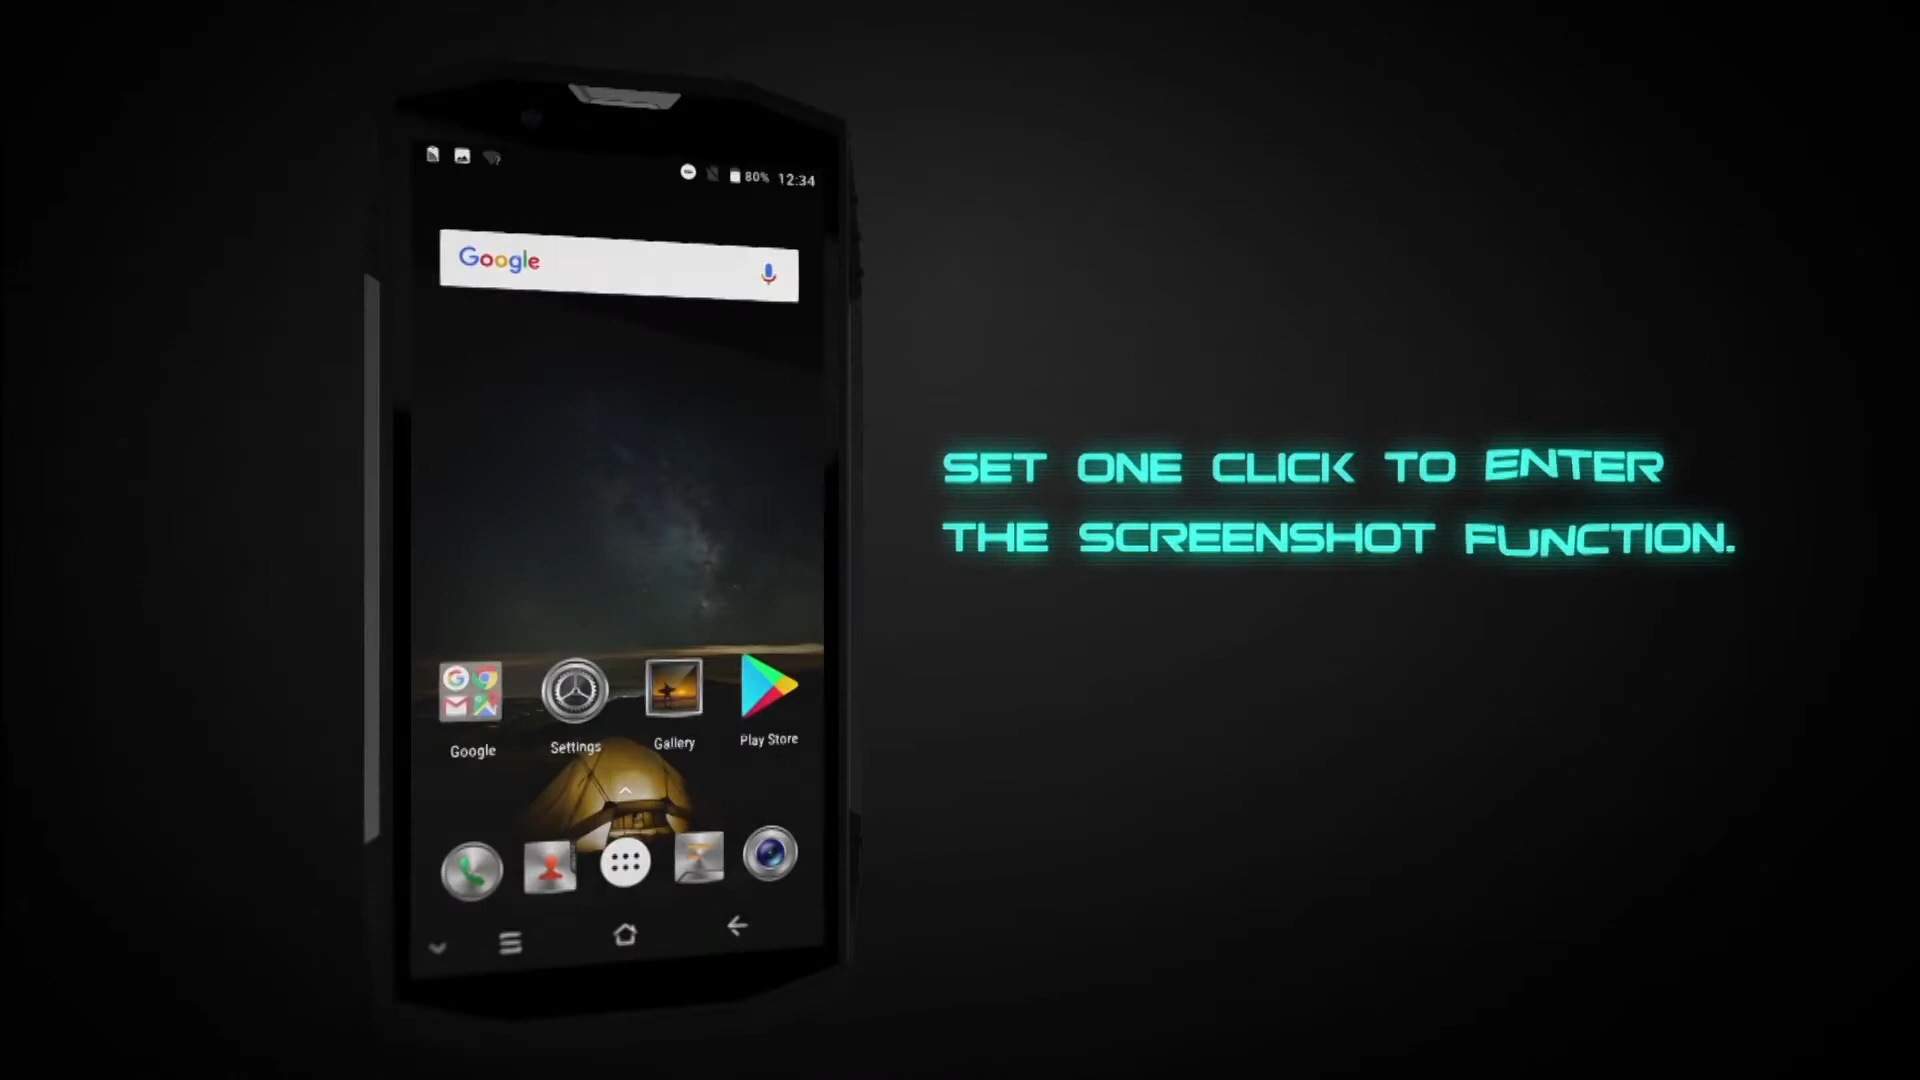 80% 12:34
Google
SET ONE CLICK TO ENTER
THE SCREENSHOT FUNCTION.
Google Settings Gallery Play Store